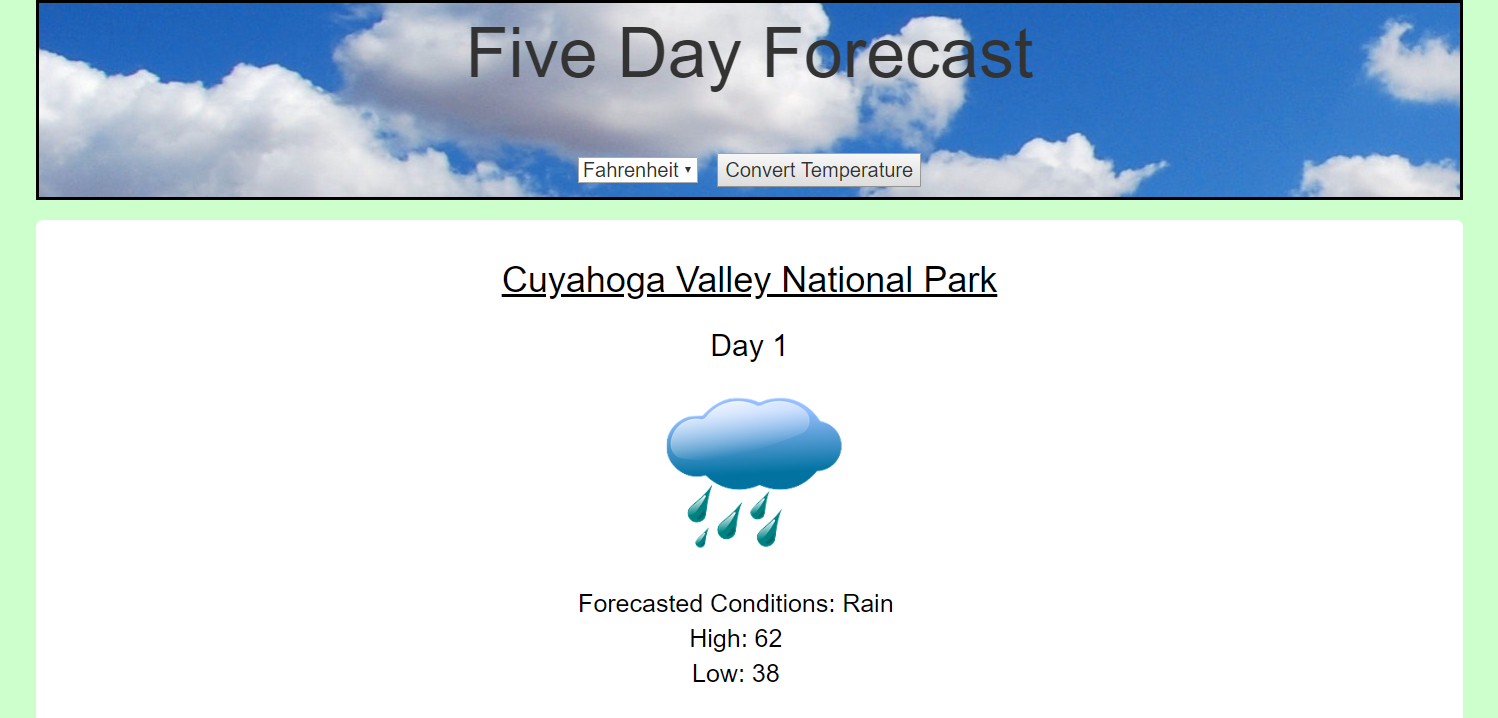 Five Day Forecast
Fahrenheit Convert Temperature
Cuyahoga Valley National Park
Day 1
Forecasted Conditions: Rain
High: 62
Low: 38